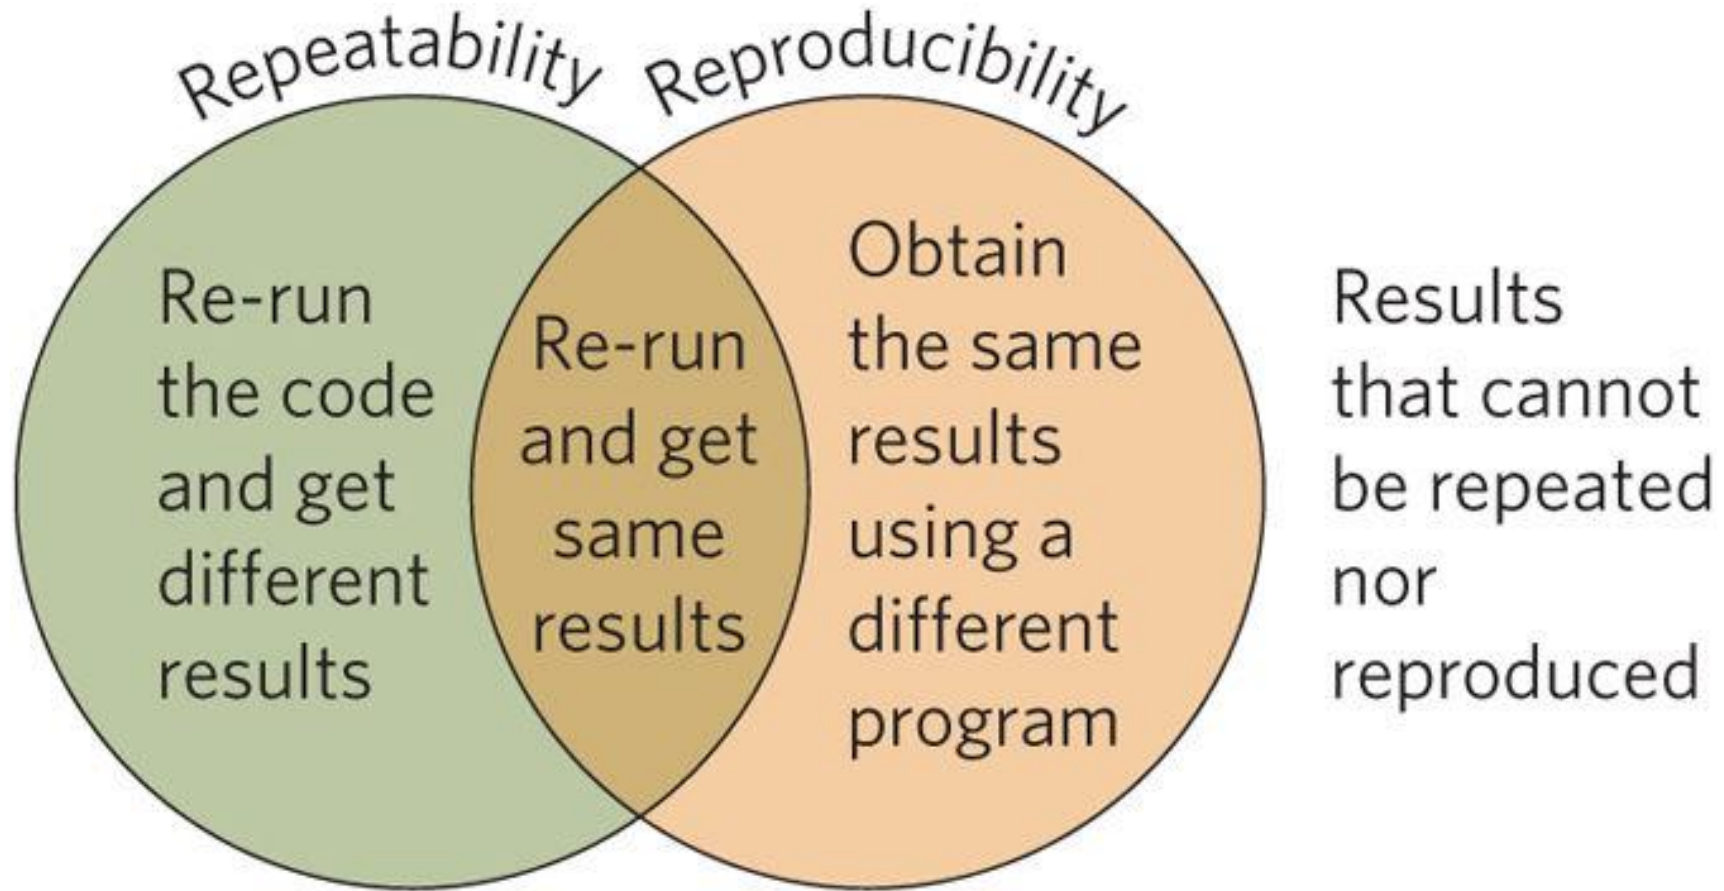 Repeatability
Reproducibility
Re-run
the code
and get
different
results
Re-run
and get
same
results
Obtain
the same
results
using a
different
program
Results
that cannot
be repeated
nor
reproduced